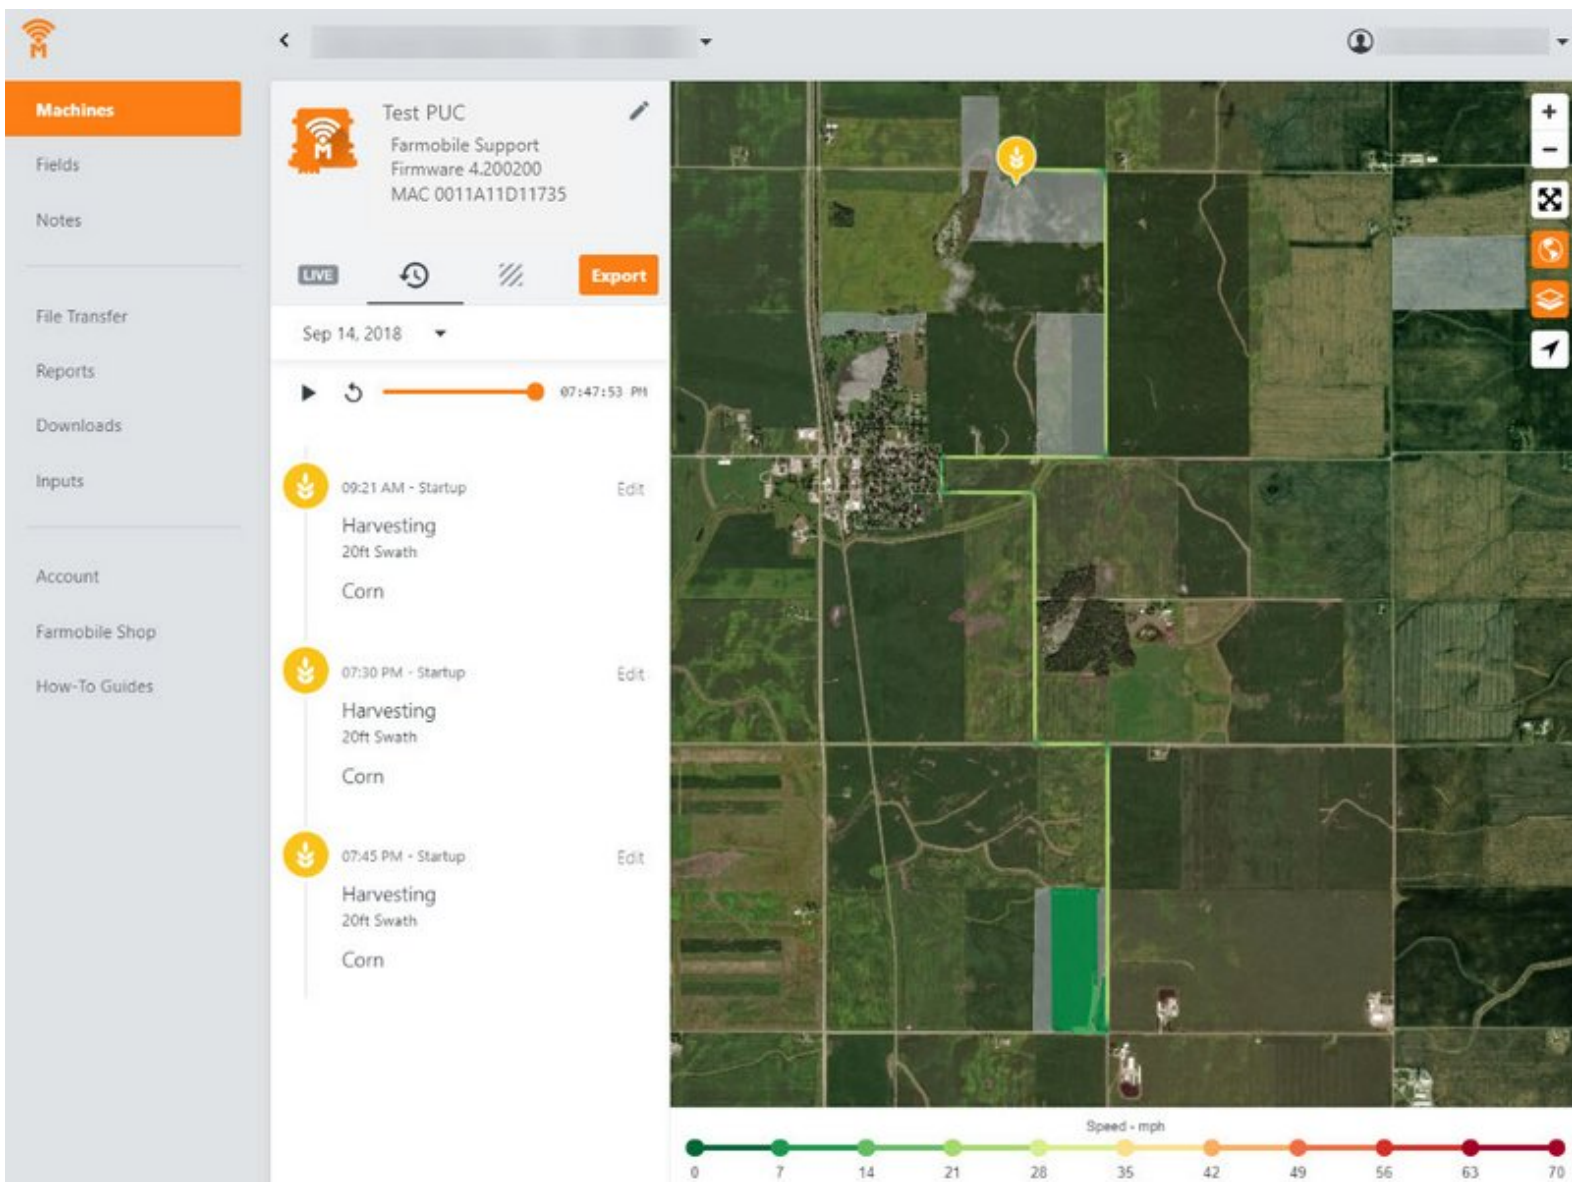 M
Machines
Fields
Notes
File Transfer
Reports
Downloads
Inputs
Account
Farmobile Shop
How-To Guides
M
Test PUC
Farmobile Support
Firmware 4.200200
MAC 0011A11D11735
LIVE
Export
Sep 14, 2018
07:47:53 PM
09:21 AM - Startup Edit
Harvesting
20ft Swath
Corn
07:30 PM - Startup Edit
Harvesting
20ft Swath
Corn
07:45 PM - Startup Edit
Harvesting
20ft Swath
Corn
+
−
Speed - mph
0 7 14 21 28 35 42 49 56 63 70